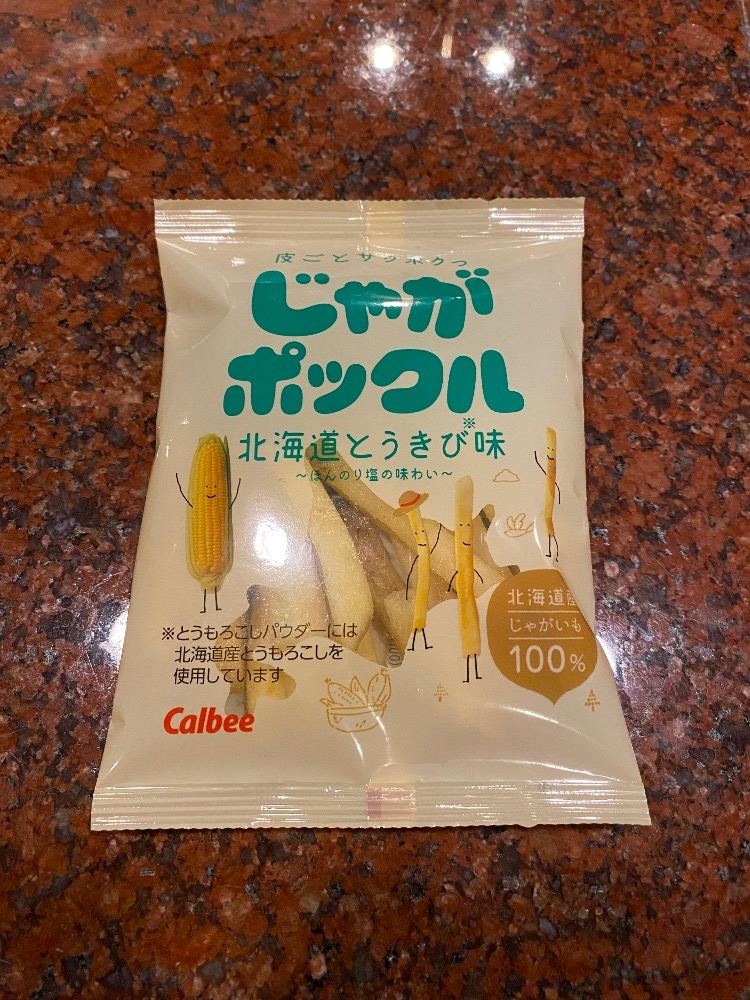 皮ごとサクホクっ
じゃが
ポックル
北海道とうきび※味
~ほんのり塩の味わい~
北海道産
じゃがいも
100%
※とうもろこしパウダーには
北海道産とうもろこしを
使用しています
Calbee